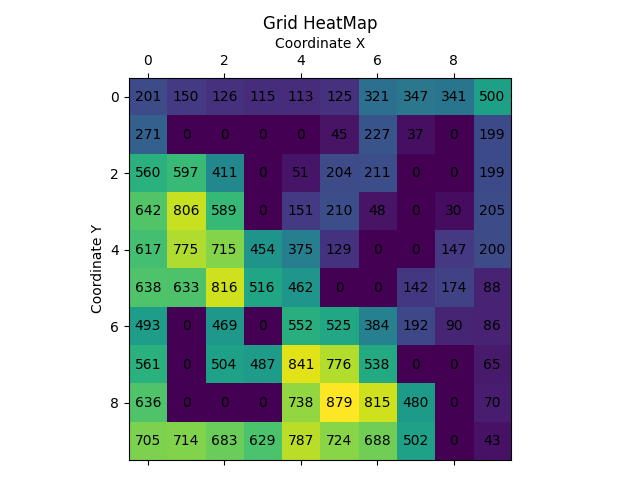 Grid HeatMap
Coordinate X
0 2 4 6 8
0 201 150 126 115 113 125 321 347 341 500
271 0 0 0 0 45 227 37 0 199
2 560 597 411 0 51 204 211 0 0 199
642 806 589 0 151 210 48 0 30 205
4 617 775 715 454 375 129 0 0 147 200
Coordinate Y
638 633 816 516 462 0 0 142 174 88
6 493 0 469 0 552 525 384 192 90 86
561 0 504 487 841 776 538 0 0 65
8 636 0 0 0 738 879 815 480 0 70
705 714 683 629 787 724 688 502 0 43